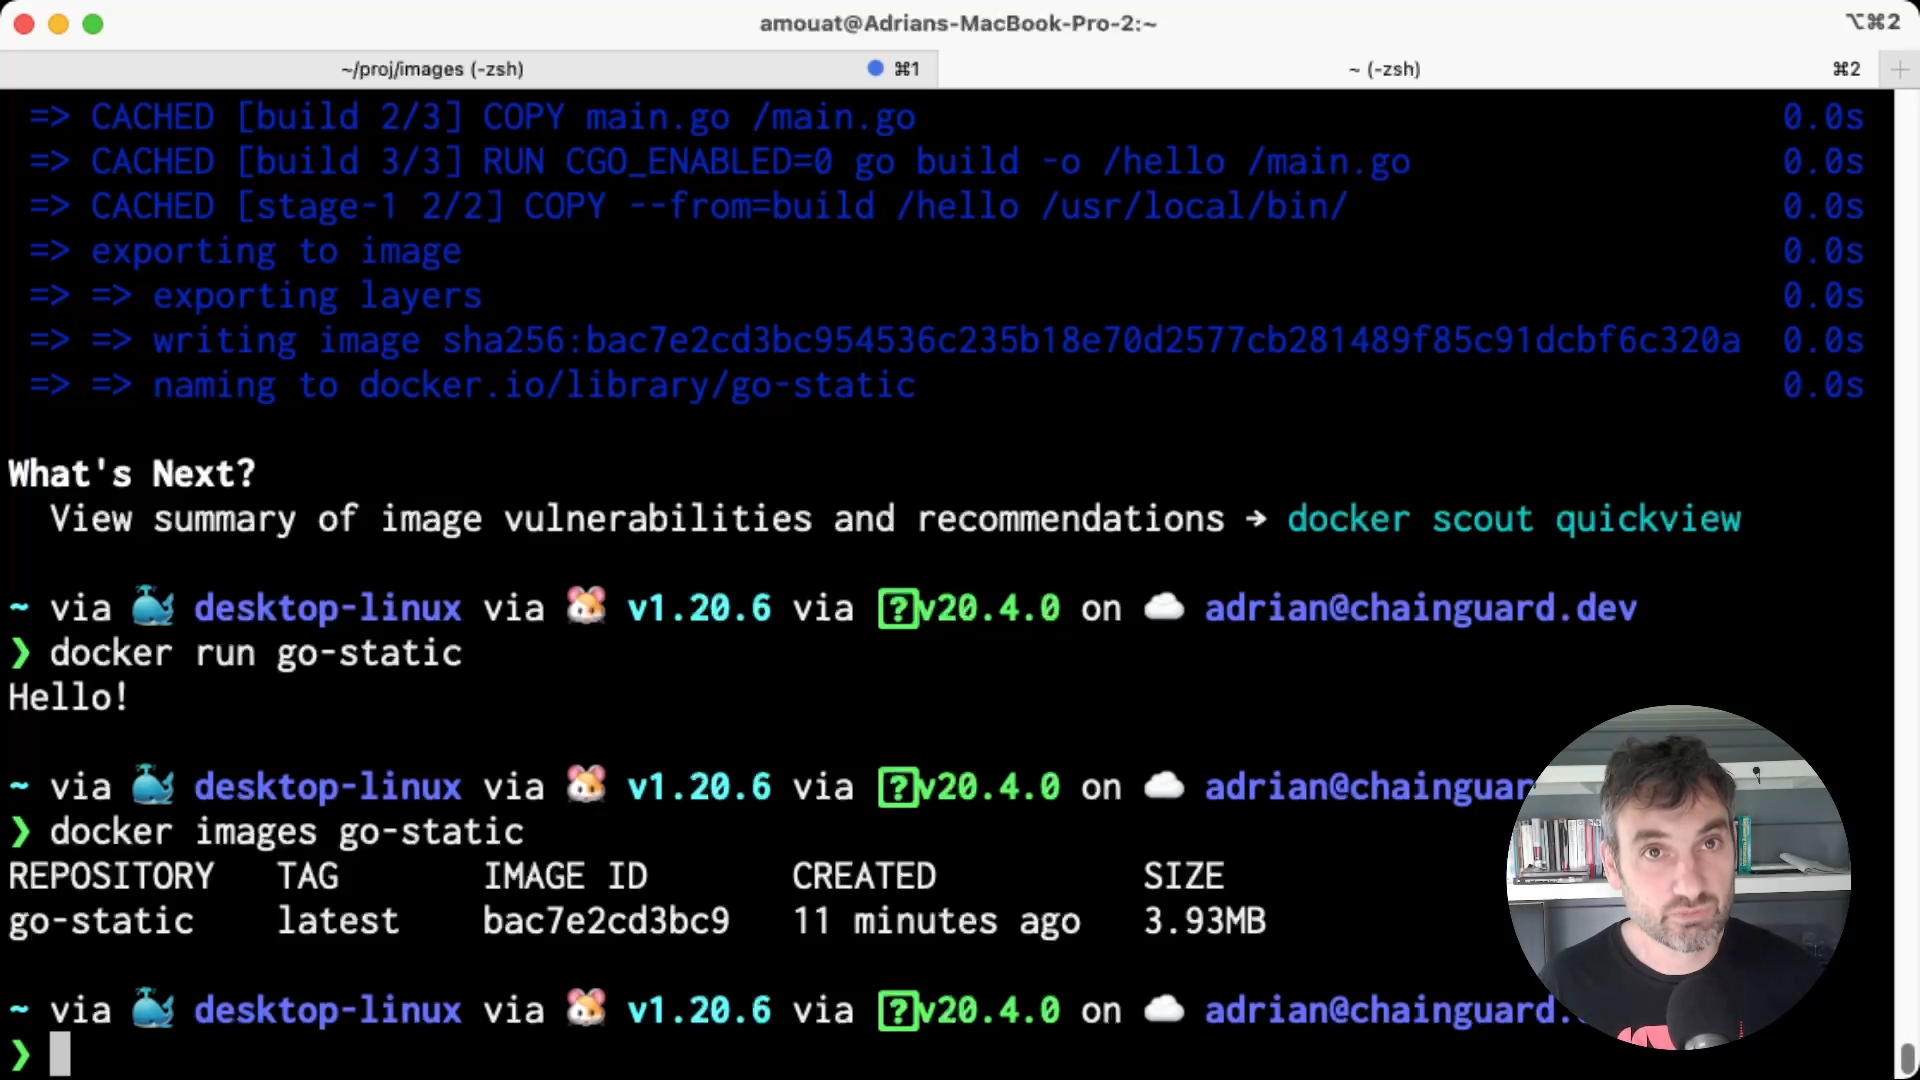 amouat@Adrians-MacBook-Pro-2:~
⌥⌘2
~/proj/images (-zsh)
⌘1
~ (-zsh)
⌘2
=> CACHED [build 2/3] COPY main.go /main.go 0.0s
=> CACHED [build 3/3] RUN CGO_ENABLED=0 go build -o /hello /main.go 0.0s
=> CACHED [stage-1 2/2] COPY --from=build /hello /usr/local/bin/ 0.0s
=> exporting to image 0.0s
=> => exporting layers 0.0s
=> => writing image sha256:bac7e2cd3bc954536c235b18e70d2577cb281489f85c91dcbf6c320a 0.0s
=> => naming to docker.io/library/go-static 0.0s
What's Next?
View summary of image vulnerabilities and recommendations → docker scout quickview
~ via 🐳 desktop-linux via 🐹 v1.20.6 via [?]v20.4.0 on ☁️ adrian@chainguard.dev
❯ docker run go-static
Hello!
~ via 🐳 desktop-linux via 🐹 v1.20.6 via [?]v20.4.0 on ☁️ adrian@chainguar
❯ docker images go-static
REPOSITORY TAG IMAGE ID CREATED SIZE
go-static latest bac7e2cd3bc9 11 minutes ago 3.93MB
~ via 🐳 desktop-linux via 🐹 v1.20.6 via [?]v20.4.0 on ☁️ adrian@chainguard.
❯